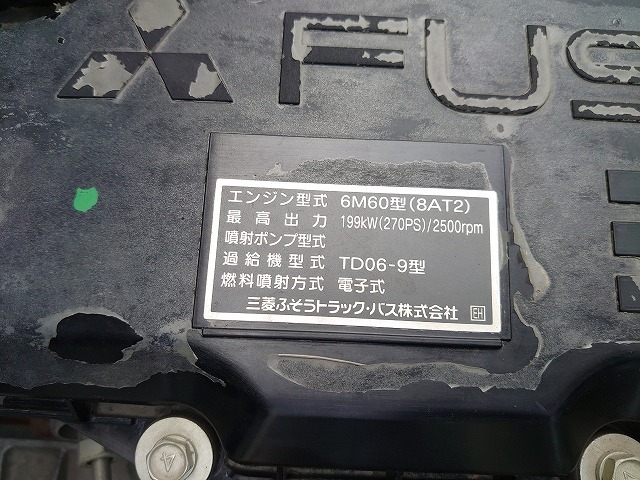 FUS
エンジン型式 6M60型(8AT2)
最高出力 199kW(270PS)/2500rpm
噴射ポンプ型式
過給機型式 TD06-9型
燃料噴射方式 電子式
三菱ふそうトラック・バス株式会社 EH
4